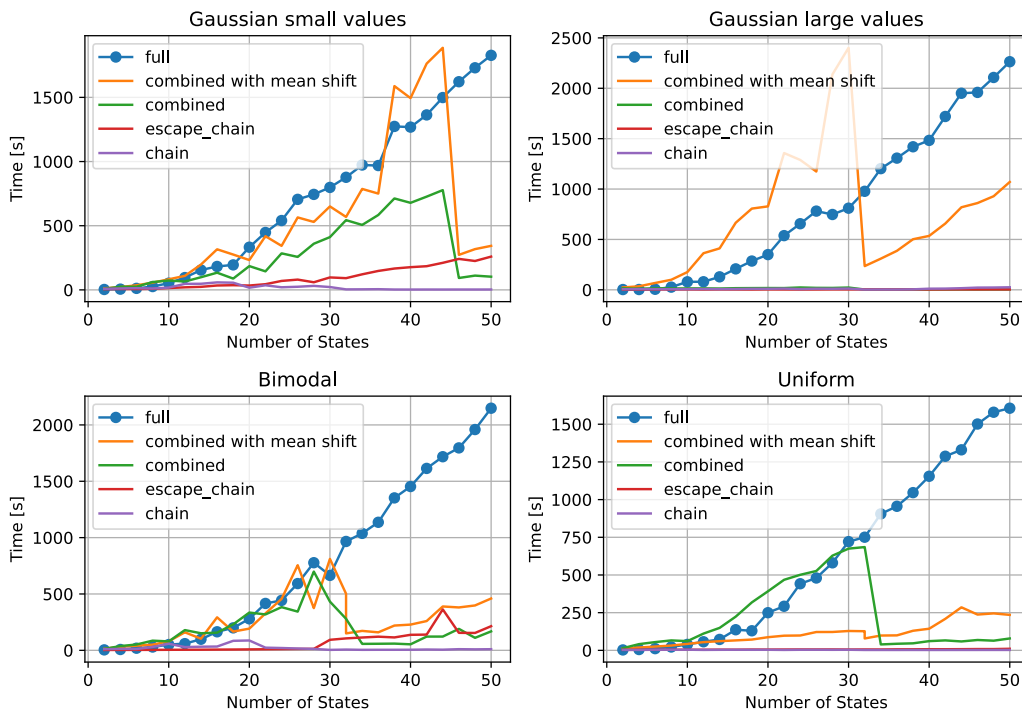 Gaussian small values
full
combined with mean shift
combined
escape_chain
chain
1500
1000
500
0
Time [s]
0 10 20 30 40 50
Number of States
Gaussian large values
full
combined with mean shift
combined
escape_chain
chain
2500
2000
1500
1000
500
0
Time [s]
0 10 20 30 40 50
Number of States
Bimodal
full
combined with mean shift
combined
escape_chain
chain
2000
1500
1000
500
0
Time [s]
0 10 20 30 40 50
Number of States
Uniform
full
combined with mean shift
combined
escape_chain
chain
1500
1250
1000
750
500
250
0
Time [s]
0 10 20 30 40 50
Number of States